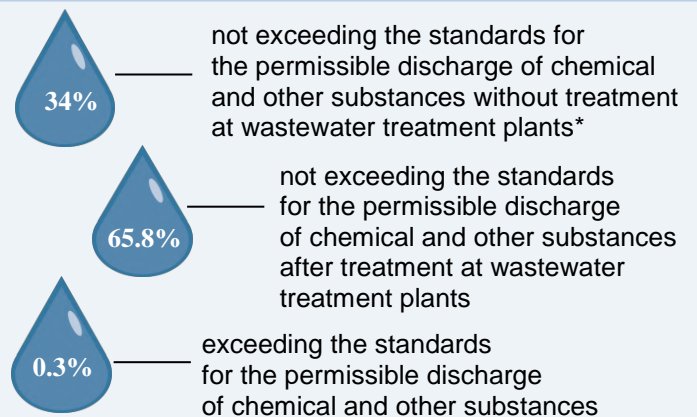 34%
not exceeding the standards for
the permissible discharge of chemical
and other substances without treatment
at wastewater treatment plants*
65.8%
not exceeding the standards
for the permissible discharge
of chemical and other substances
after treatment at wastewater
treatment plants
0.3%
exceeding the standards
for the permissible discharge
of chemical and other substances